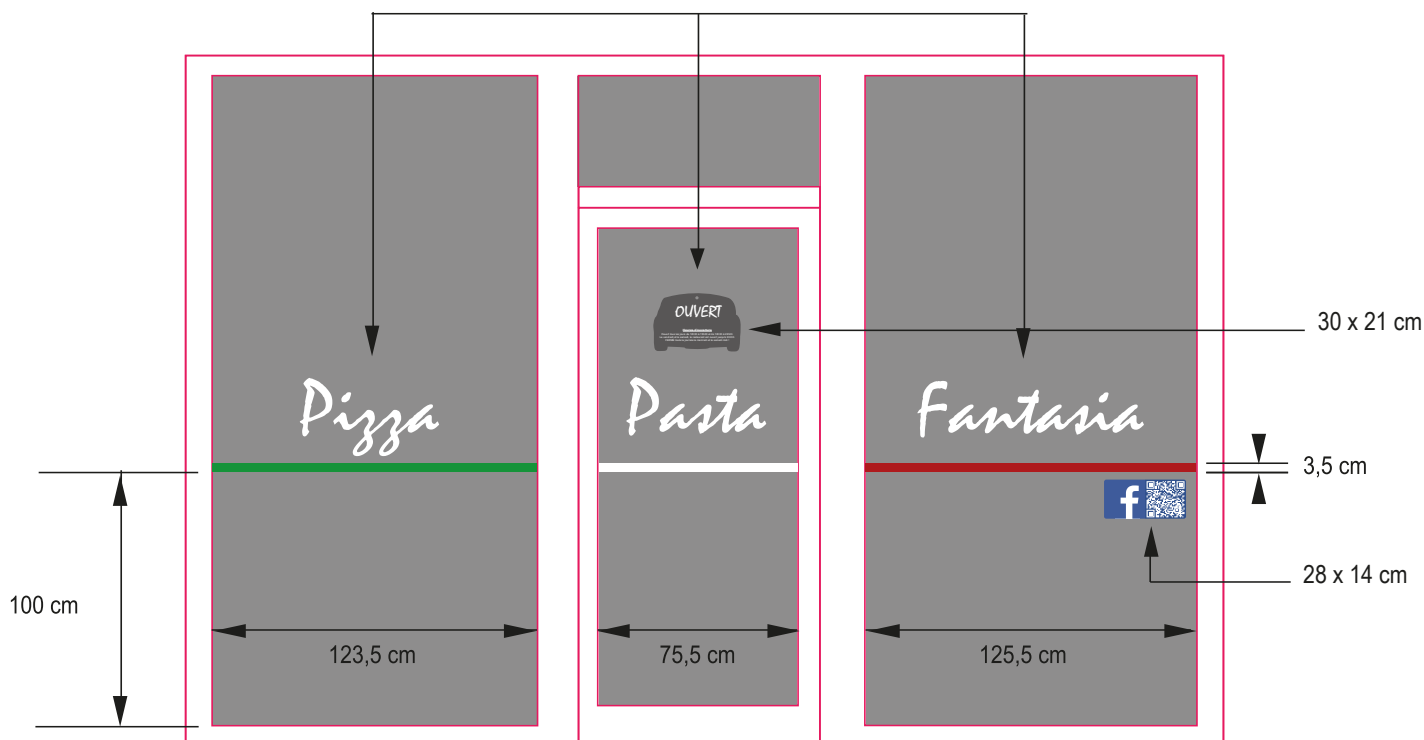 OUVERT
30 x 21 cm
Pizza
Pasta
Fantasia
3,5 cm
f
28 x 14 cm
100 cm
123,5 cm
75,5 cm
125,5 cm